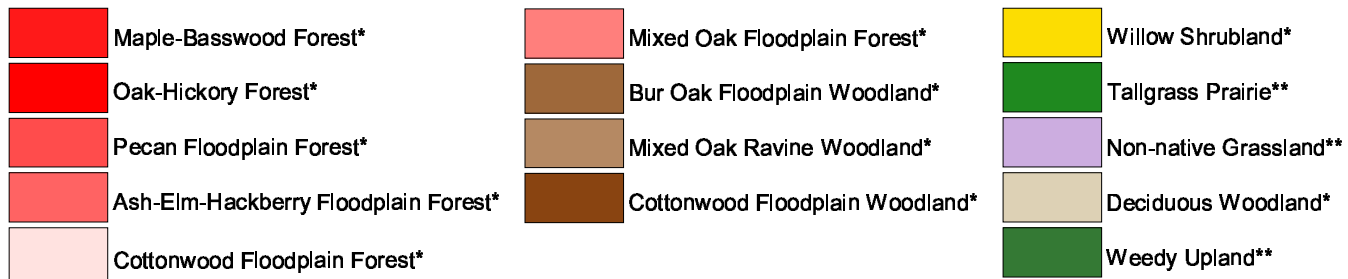 Maple-Basswood Forest*
Oak-Hickory Forest*
Pecan Floodplain Forest*
Ash-Elm-Hackberry Floodplain Forest*
Cottonwood Floodplain Forest*
Mixed Oak Floodplain Forest*
Bur Oak Floodplain Woodland*
Mixed Oak Ravine Woodland*
Cottonwood Floodplain Woodland*
Willow Shrubland*
Tallgrass Prairie**
Non-native Grassland**
Deciduous Woodland*
Weedy Upland**